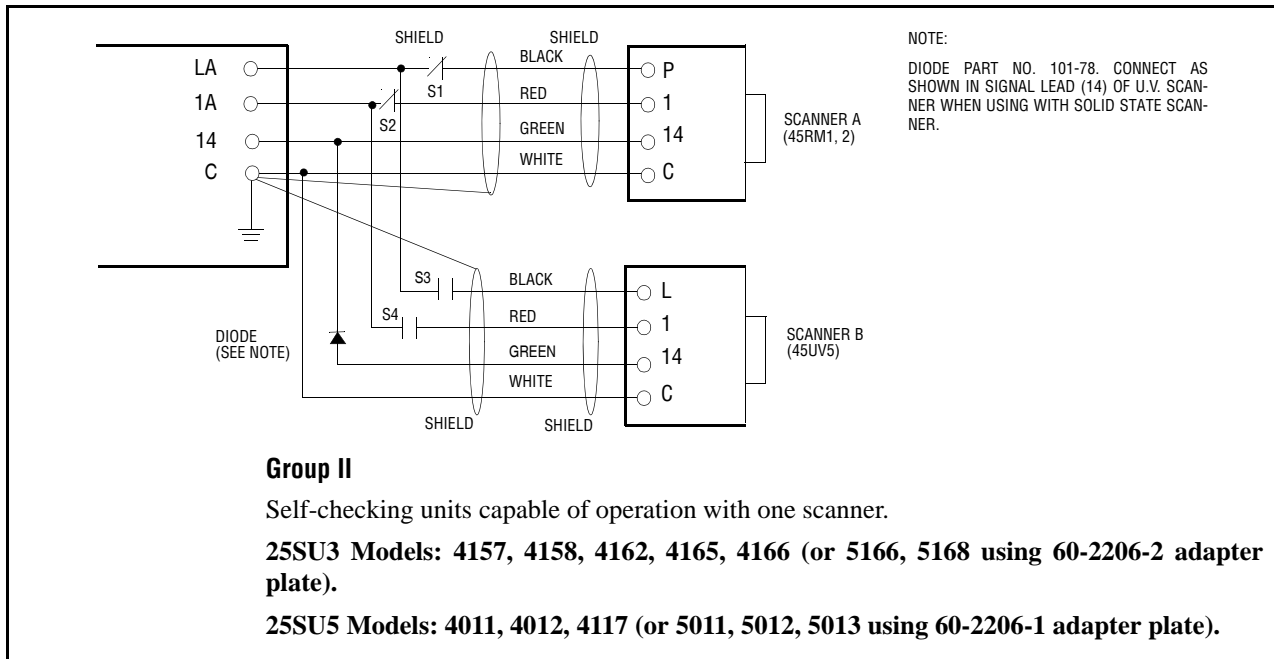 SHIELD
SHIELD
NOTE:
DIODE PART NO. 101-78. CONNECT AS
SHOWN IN SIGNAL LEAD (14) OF U.V. SCAN-
NER WHEN USING WITH SOLID STATE SCAN-
NER.
LA
S1
BLACK
P
1A
S2
RED
1
14
GREEN
14
C
WHITE
C
SCANNER A
(45RM1, 2)
S3
BLACK
L
S4
RED
1
DIODE
(SEE NOTE)
GREEN
14
WHITE
C
SCANNER B
(45UV5)
SHIELD
SHIELD
Group II
Self-checking units capable of operation with one scanner.
25SU3 Models: 4157, 4158, 4162, 4165, 4166 (or 5166, 5168 using 60-2206-2 adapter
plate).
25SU5 Models: 4011, 4012, 4117 (or 5011, 5012, 5013 using 60-2206-1 adapter plate).